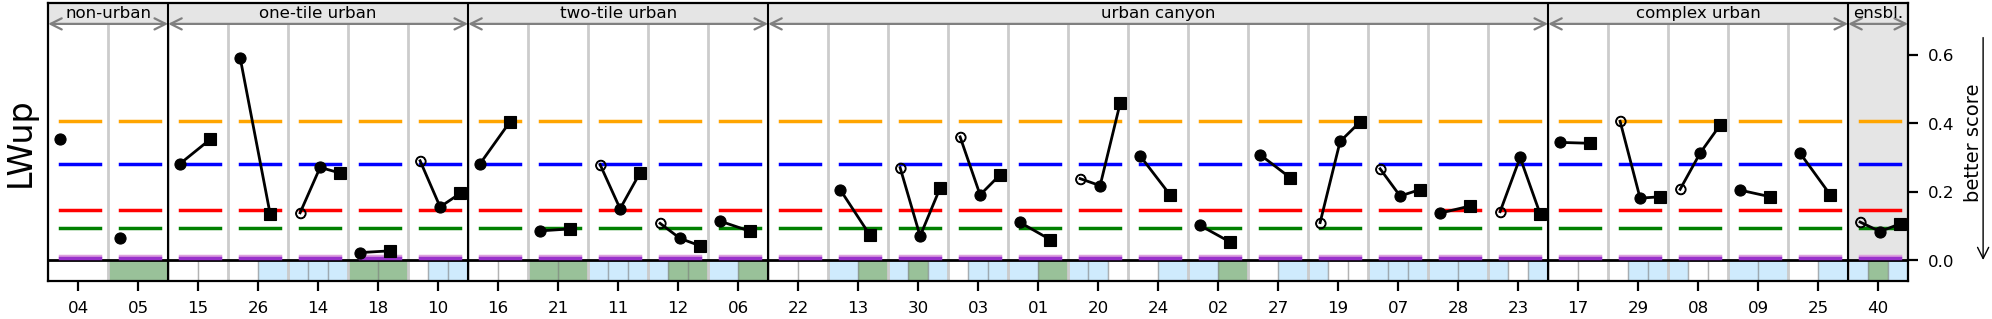 non-urban one-tile urban two-tile urban urban canyon complex urban ensbl.
LWup
0.6
0.4
0.2
0.0
better score
04 05 15 26 14 18 10 16 21 11 12 06 22 13 30 03 01 20 24 02 27 19 07 28 23 17 29 08 09 25 40